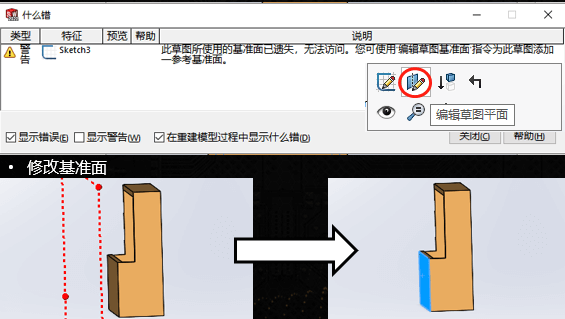 什么错
类型 特征 预览 帮助 说明
警告 Sketch3 此草图所使用的基准面已遗失，无法访问。您可使用'编辑草图基准面'指令为此草图添加一参考基准面。
编辑草图平面
显示错误(E) 显示警告(W) 在重建模型过程中显示什么错(D) 关闭(C) 帮助(H)
• 修改基准面